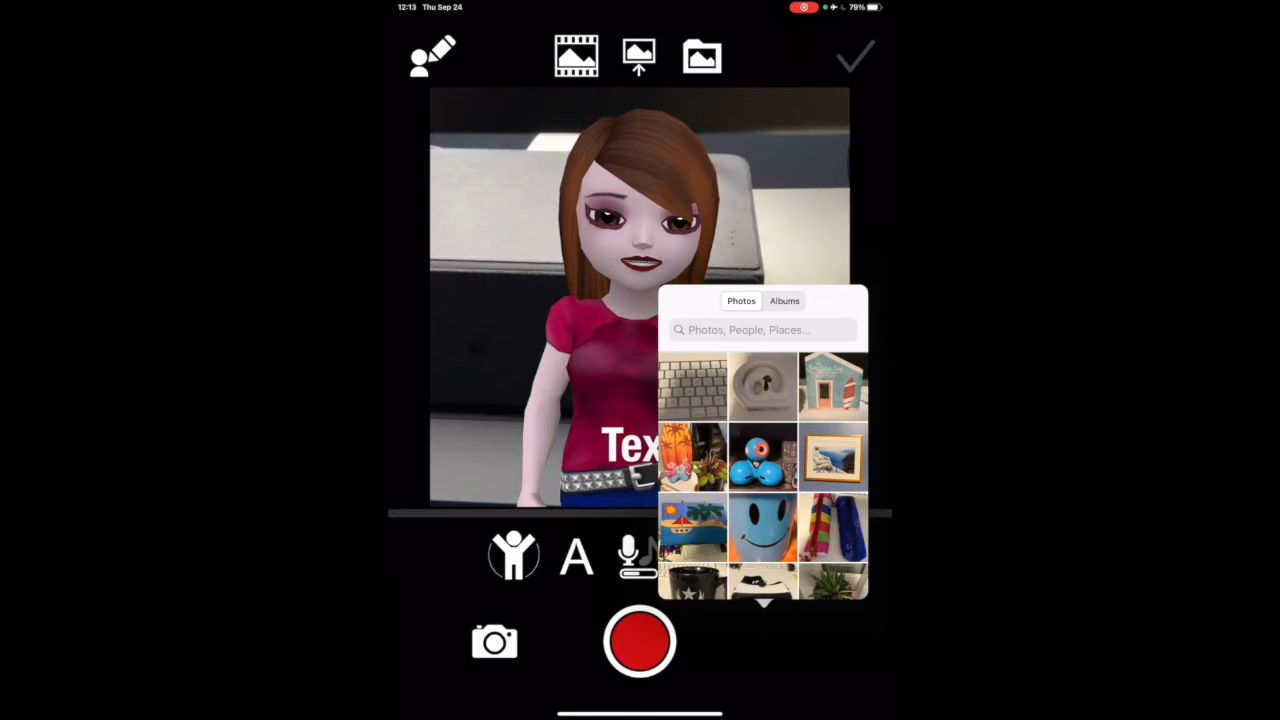 12:13 Thu Sep 24
79%
Photos Albums
Photos, People, Places...
Tex
A